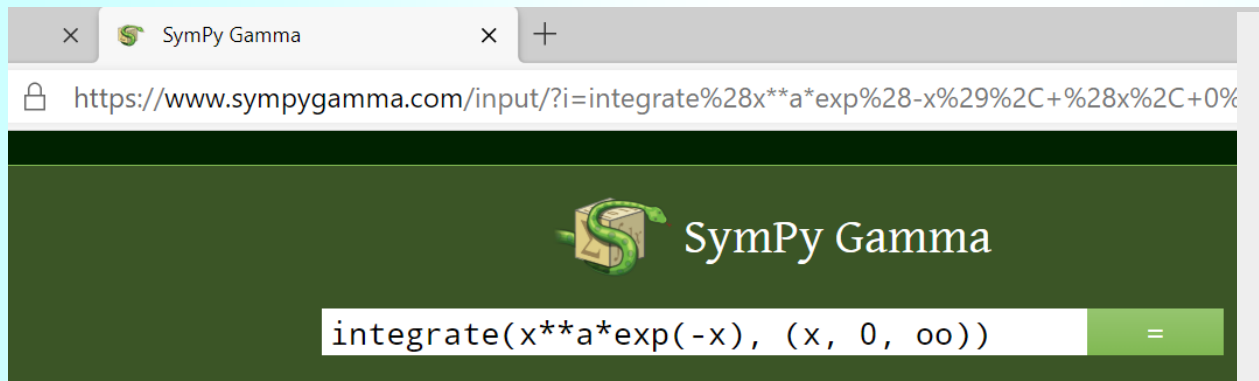 SymPy Gamma
https://www.sympygamma.com/input/?i=integrate%28x**a*exp%28-x%29%2C+%28x%2C+0%
SymPy Gamma
integrate(x**a*exp(-x), (x, 0, oo)) =